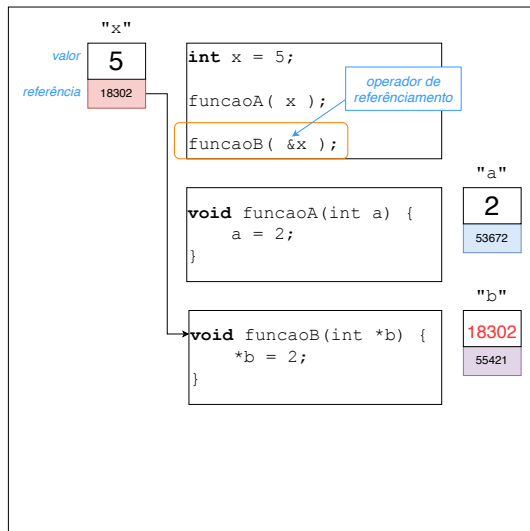 "x"
valor
5
referência
18302
int x = 5;
funcaoA( x );
funcaoB( &x );
operador de
referênciamento
void funcaoA(int a) {
a = 2;
}
"a"
2
53672
void funcaoB(int *b) {
*b = 2;
}
"b"
18302
55421